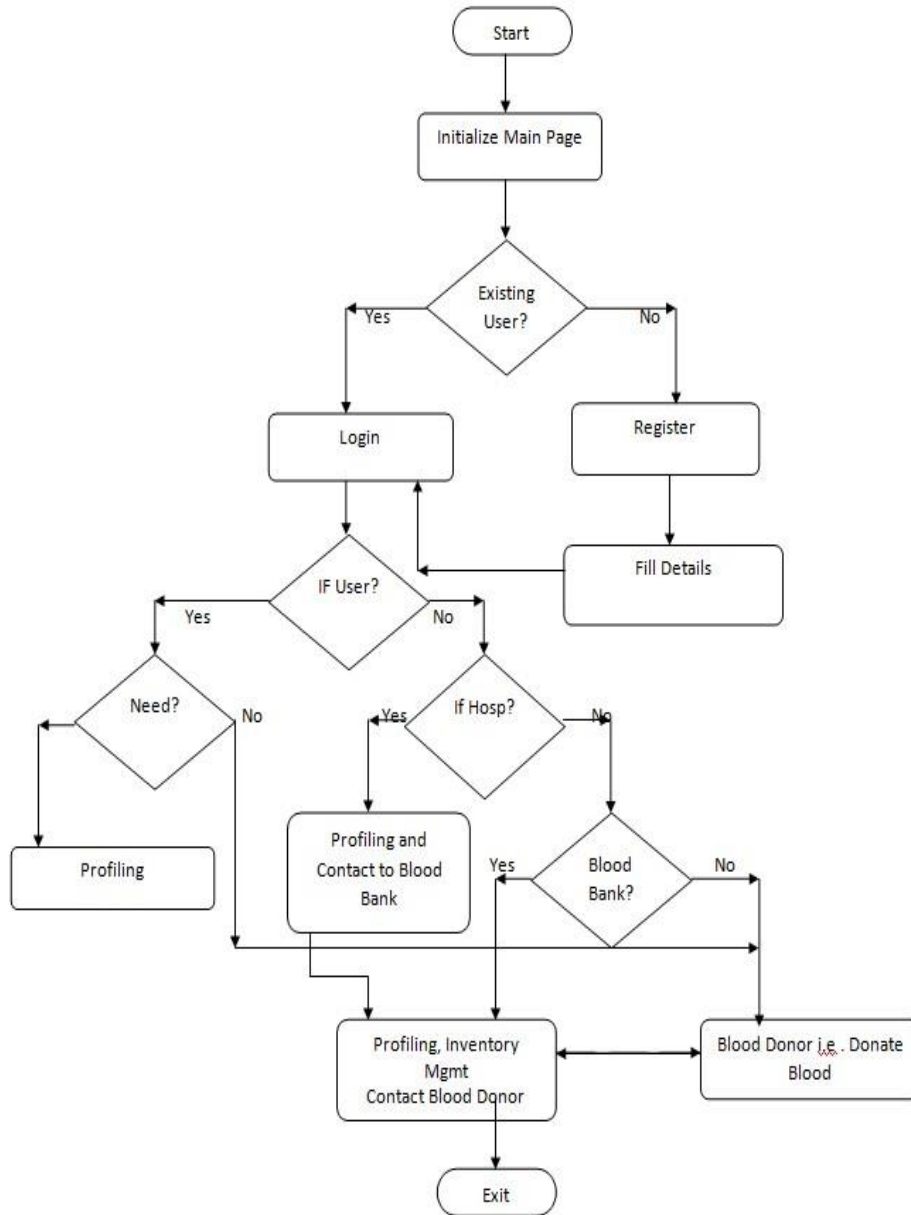 Start
Initialize Main Page
Existing
User?
Yes
No
Login
Register
Fill Details
IF User?
Yes
No
Need?
No
If Hosp?
Yes
No
Profiling
Profiling and
Contact to Blood
Bank
Blood
Bank?
Yes
No
Profiling, Inventory
Mgmt
Contact Blood Donor
Blood Donor i.e . Donate
Blood
Exit